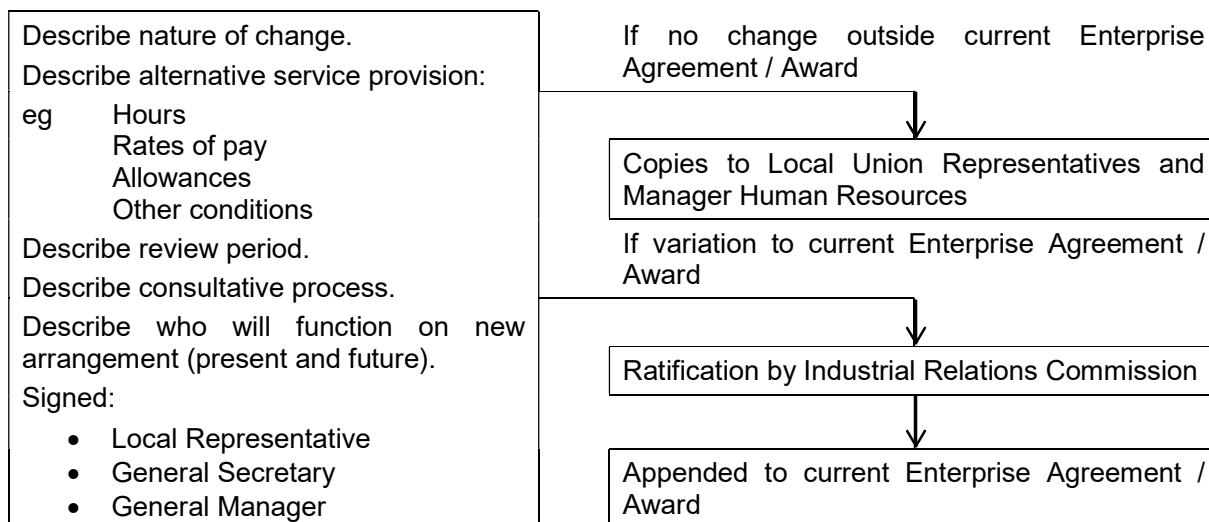 Describe nature of change.
Describe alternative service provision:
eg Hours
Rates of pay
Allowances
Other conditions
Describe review period.
Describe consultative process.
Describe who will function on new
arrangement (present and future).
Signed:
• Local Representative
• General Secretary
• General Manager
If no change outside current Enterprise
Agreement / Award
Copies to Local Union Representatives and
Manager Human Resources
If variation to current Enterprise Agreement /
Award
Ratification by Industrial Relations Commission
Appended to current Enterprise Agreement /
Award